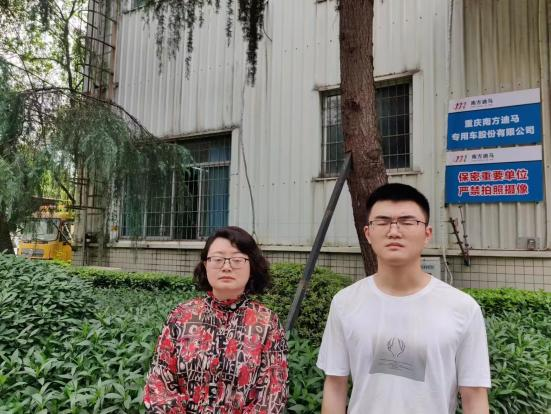 南方迪马
重庆南方迪马
专用车股份有限公司
南方迪马
保密重要单位
严禁拍照摄像